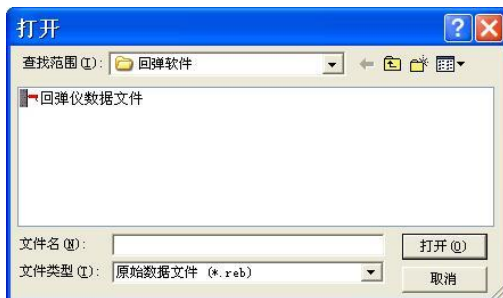 打开
查找范围(I): 回弹软件
回弹仪数据文件
文件名(N): 打开(O)
文件类型(T): 原始数据文件 (*.reb) 取消